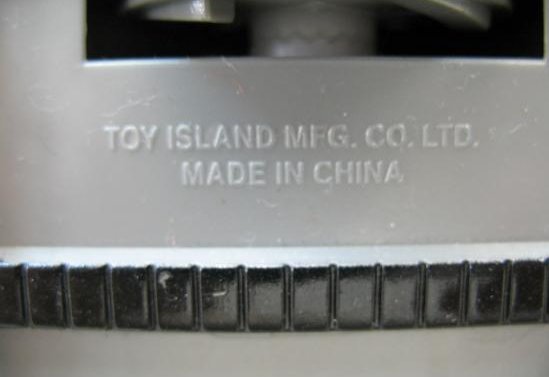 TOY ISLAND MFG. CO. LTD.
MADE IN CHINA